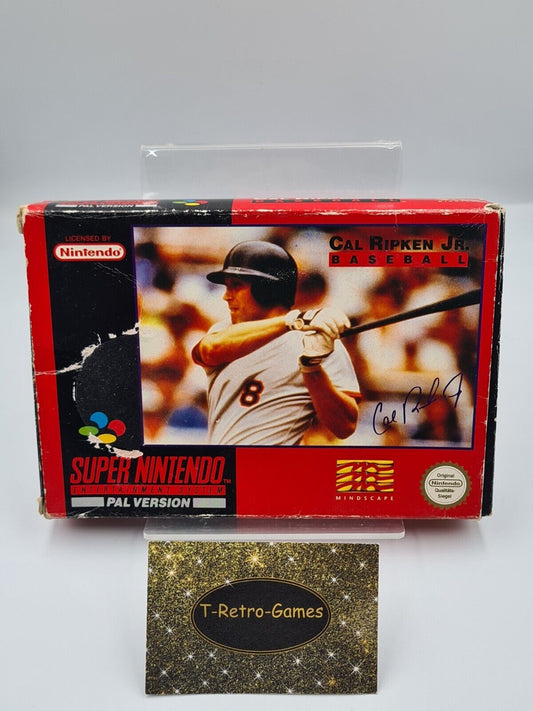 LICENSED BY
Nintendo
CAL RIPKEN JR.
BASEBALL
8
SUPER NINTENDO TM
ENTERTAINMENT SYSTEM
PAL VERSION
MINDSCAPE
Original
Nintendo
Qualitäts-
Siegel
T-Retro-Games